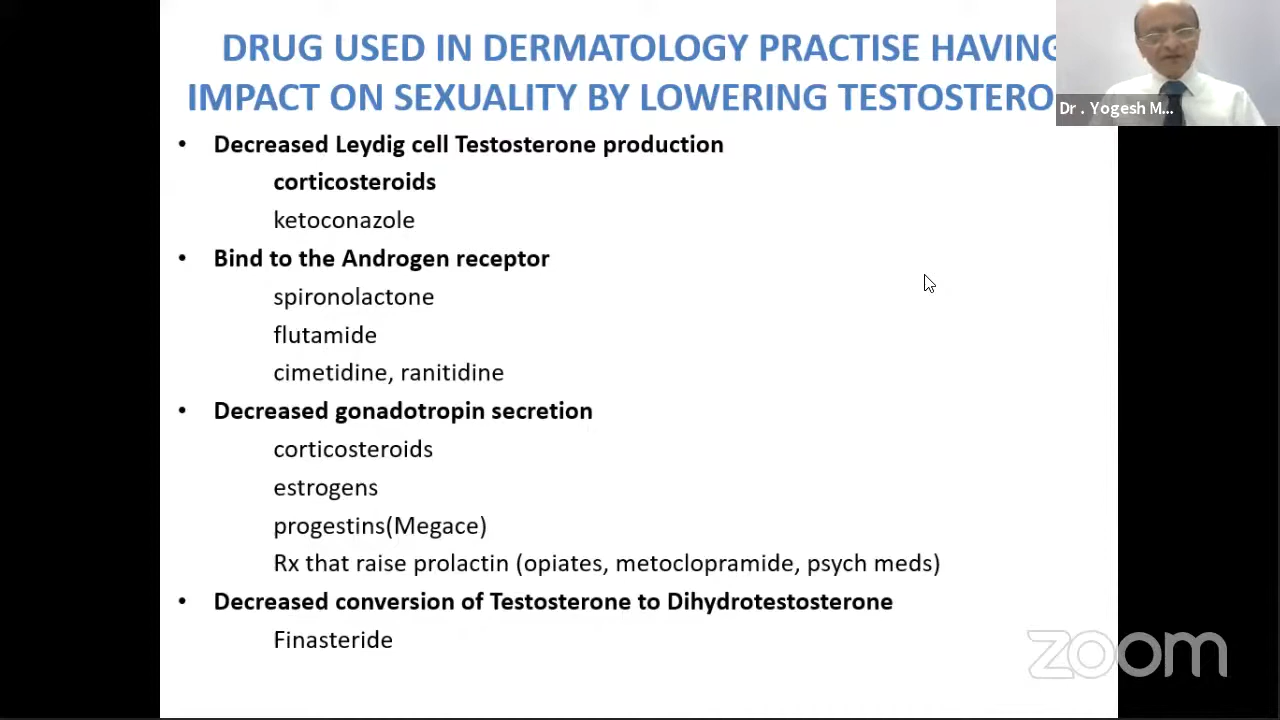 DRUG USED IN DERMATOLOGY PRACTISE HAVING
IMPACT ON SEXUALITY BY LOWERING TESTOSTERO
Dr . Yogesh M...
• Decreased Leydig cell Testosterone production
corticosteroids
ketoconazole
• Bind to the Androgen receptor
spironolactone
flutamide
cimetidine, ranitidine
• Decreased gonadotropin secretion
corticosteroids
estrogens
progestins(Megace)
Rx that raise prolactin (opiates, metoclopramide, psych meds)
• Decreased conversion of Testosterone to Dihydrotestosterone
Finasteride
zoom